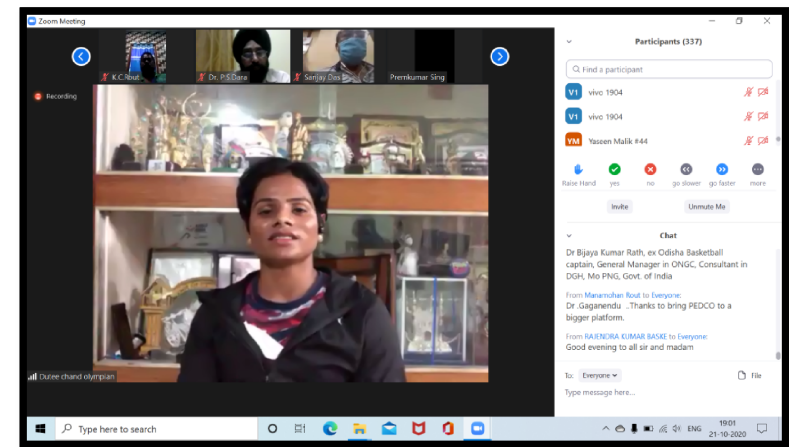 Zoom Meeting
K.C.Rout
Dr. P S Dara
Sanjay Das
Premkumar Sing
Recording
Dutee chand olympian
Participants (337)
Find a participant
V1 vivo 1904
V1 vivo 1904
YM Yaseen Malik #44
Raise Hand yes no go slower go faster more
Invite Unmute Me
Chat
Dr Bijaya Kumar Rath, ex Odisha Basketball
captain, General Manager in ONGC, Consultant in
DGH, Mo PNG, Govt. of India
From Manamohan Rout to Everyone:
Dr .Gaganendu ..Thanks to bring PEDCO to a
bigger platform.
From RAJENDRA KUMAR BASKE to Everyone:
Good evening to all sir and madam
To: Everyone File
Type message here...
Type here to search
ENG
19:01
21-10-2020